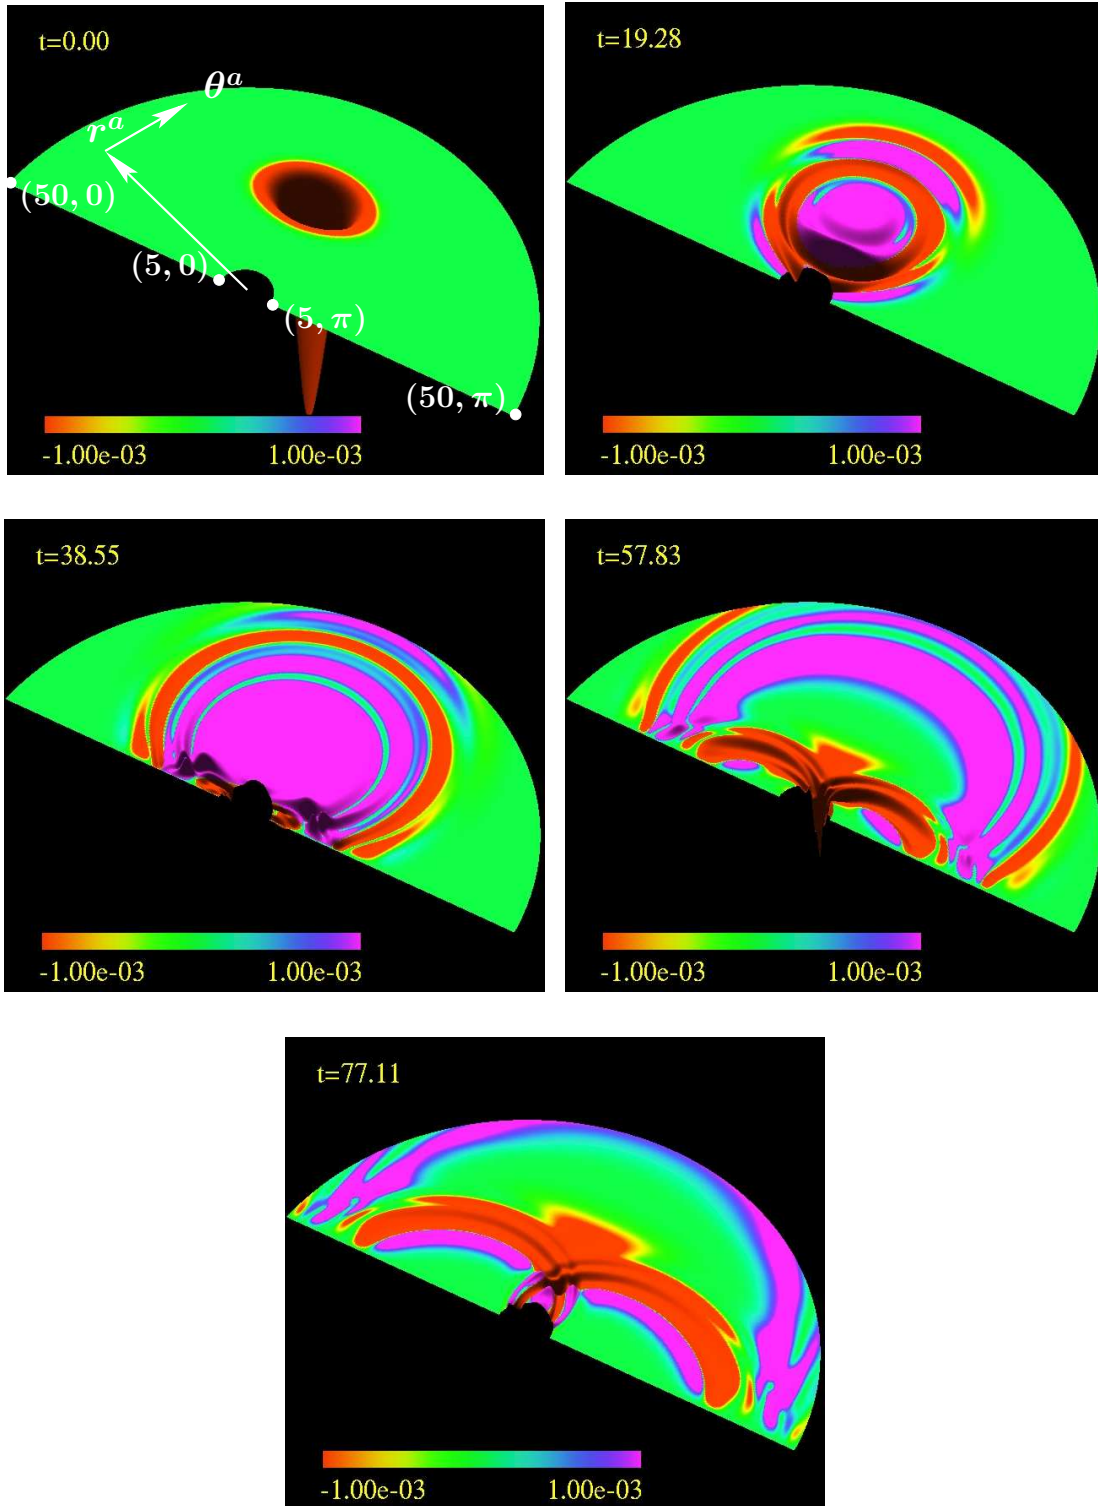 t=0.00
θ^a
r^a
(50, 0)
(5, 0)
(5, π)
(50, π)
-1.00e-03 1.00e-03
t=19.28
-1.00e-03 1.00e-03
t=38.55
-1.00e-03 1.00e-03
t=57.83
-1.00e-03 1.00e-03
t=77.11
-1.00e-03 1.00e-03